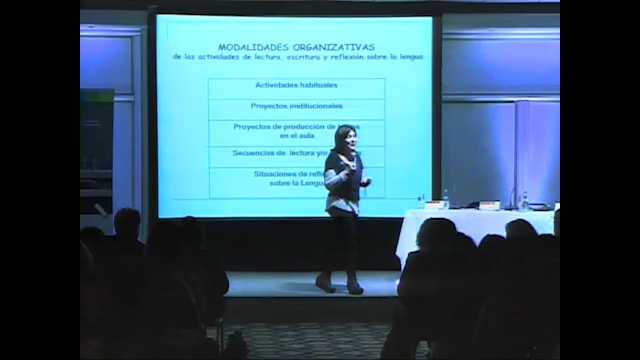 MODALIDADES ORGANIZATIVAS
de las actividades de lectura, escritura y reflexión sobre la lengua
Actividades habituales
Proyectos institucionales
Proyectos de producción de
en el aula
Secuencias de lectura y/o
Situaciones de
sobre la Lengua